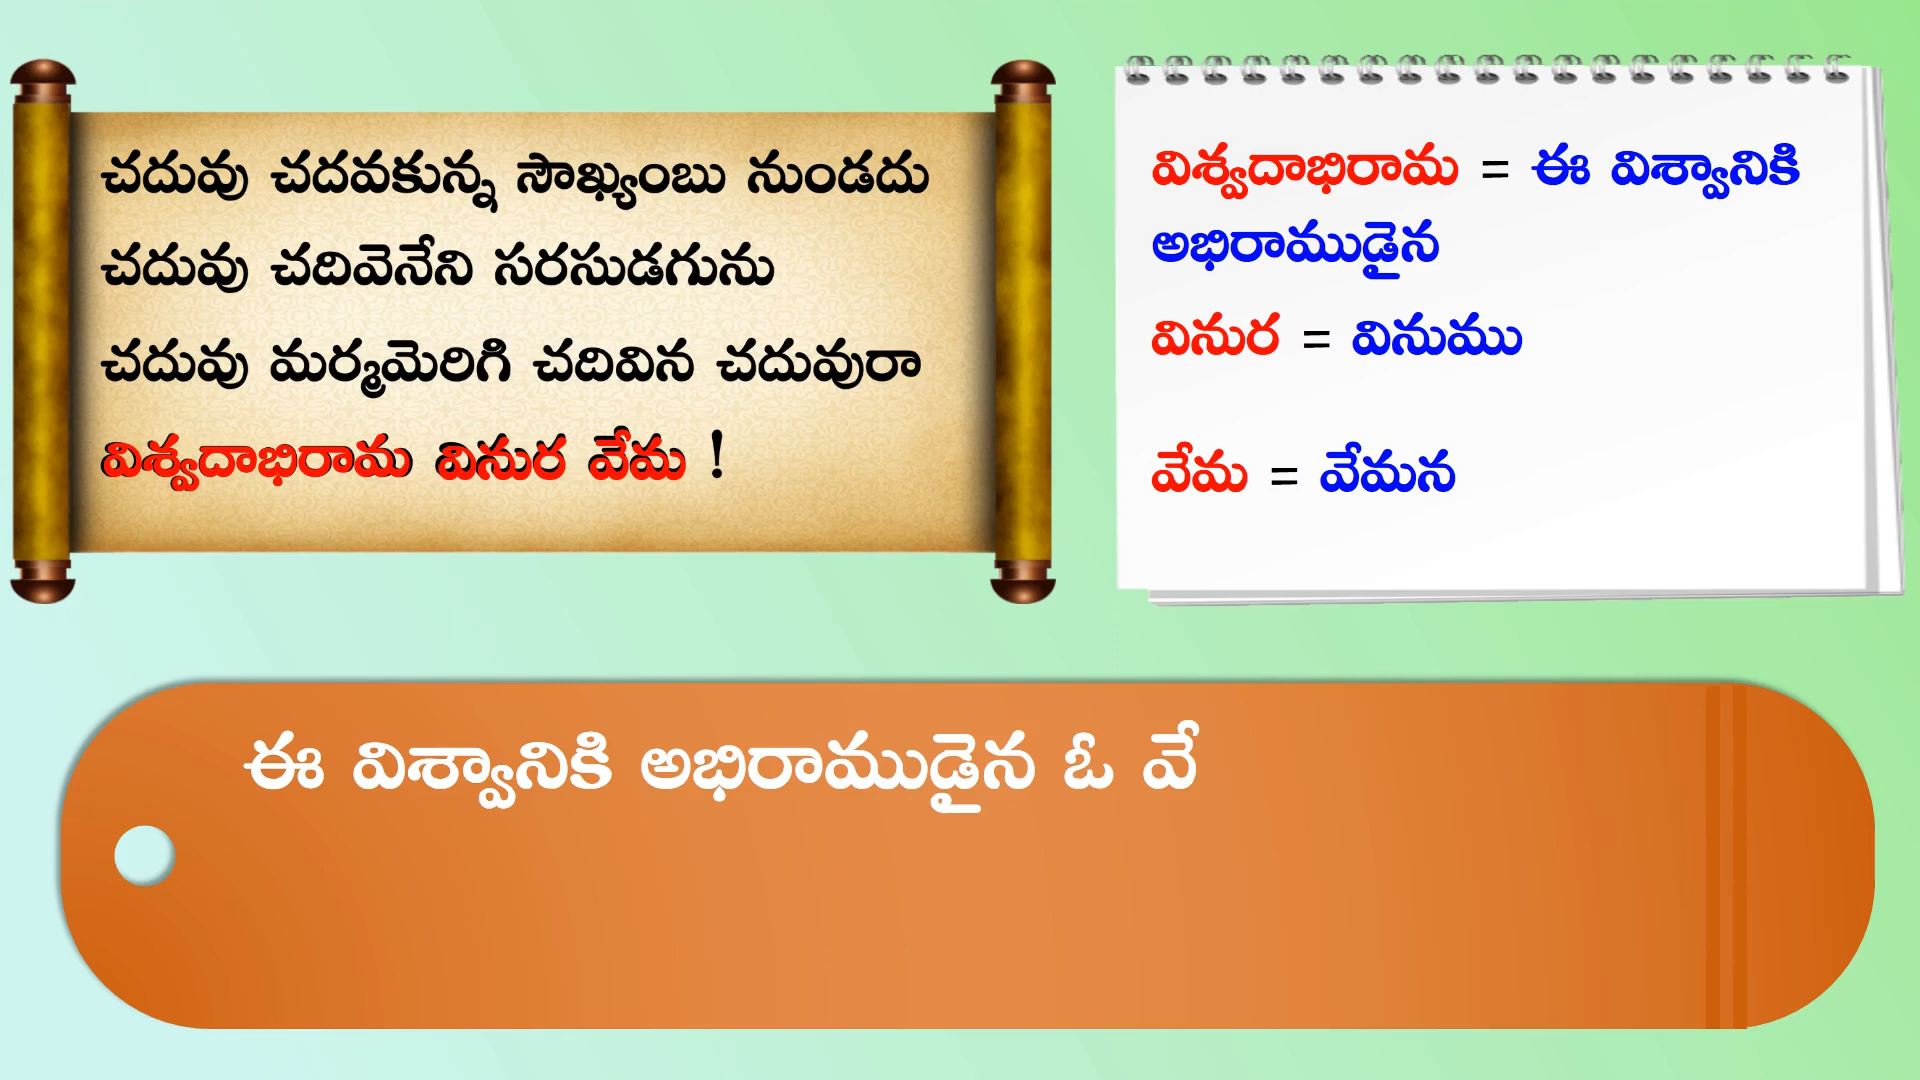 చదువు చదవకున్న సౌఖ్యంబు నుండదు
చదువు చదివెనేని సరసుడగును
చదువు మర్మమెరిగి చదివిన చదువురా
విశ్వదాభిరామ వినుర వేమ !
విశ్వదాభిరామ = ఈ విశ్వానికి
అభిరాముడైన
వినుర = వినుము
వేమ = వేమన
ఈ విశ్వానికి అభిరాముడైన ఓ వే